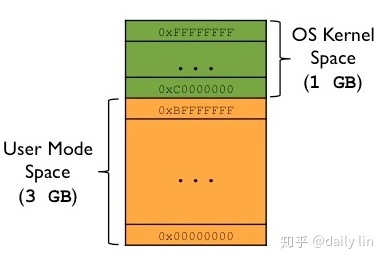 0xFFFFFFFF
...
0xC0000000
OS Kernel
Space
(1 GB)
0xBFFFFFFF
...
0x00000000
User Mode
Space
(3 GB)
知乎 @daily lin